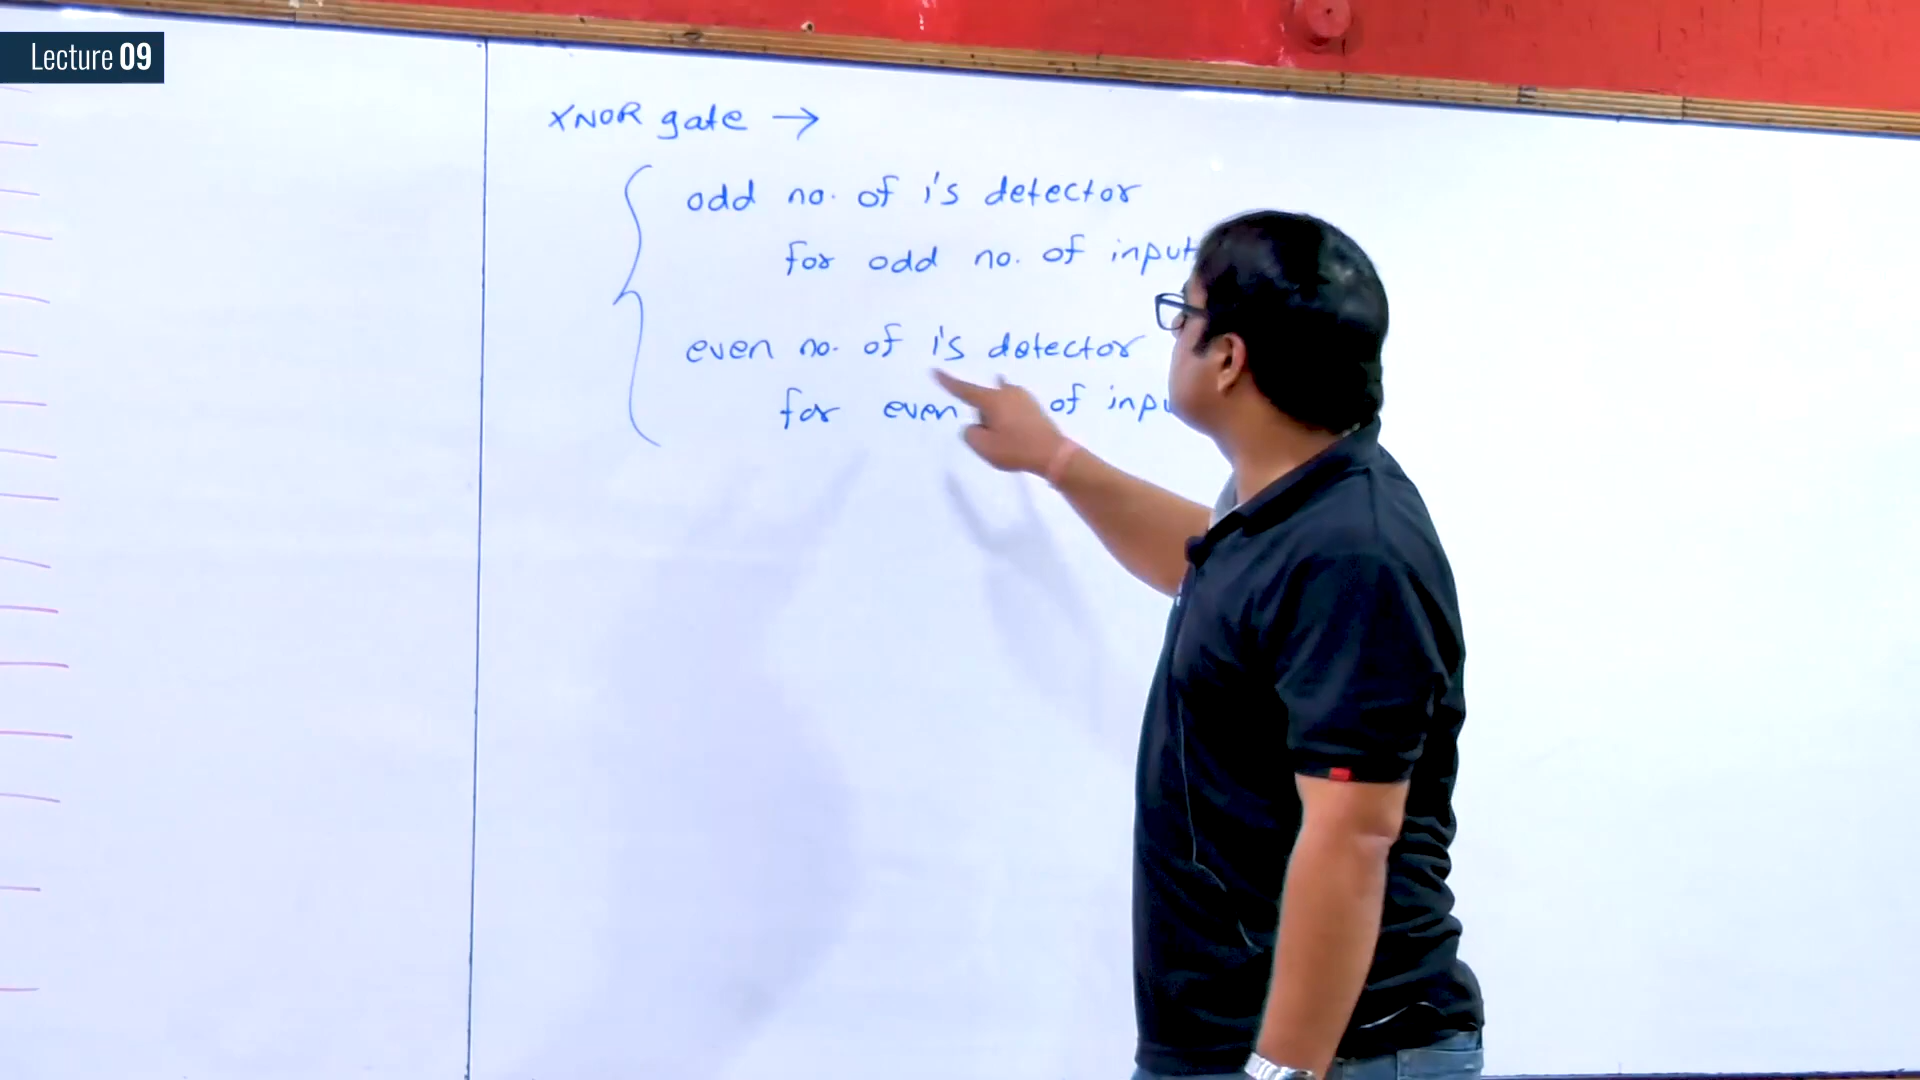 Lecture 09
XNOR gate →
odd no. of 1's detector
for odd no. of input
even no. of 1's detector
for even of